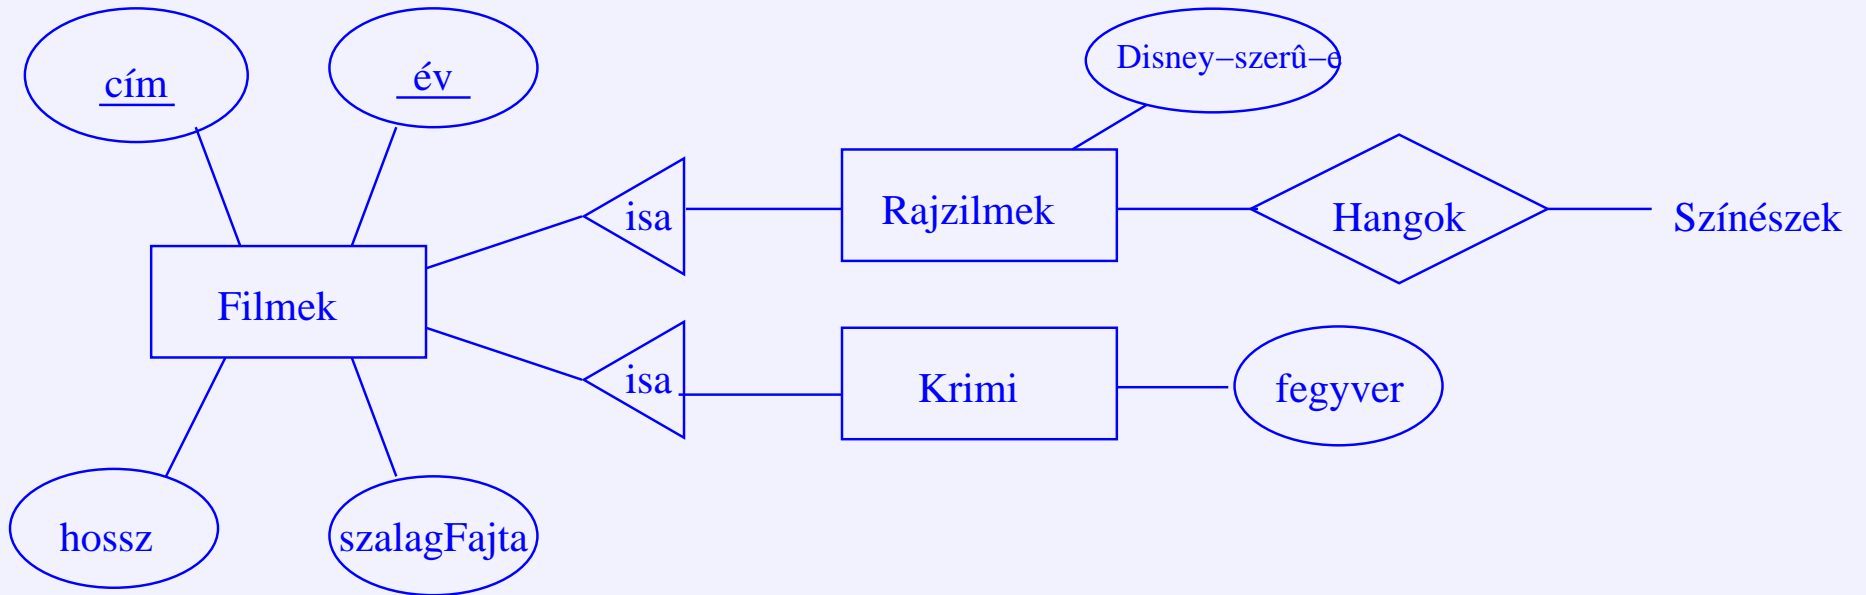 cím
év
Disney−szerû−e
isa
Rajzilmek
Hangok
Színészek
Filmek
isa
Krimi
fegyver
hossz
szalagFajta